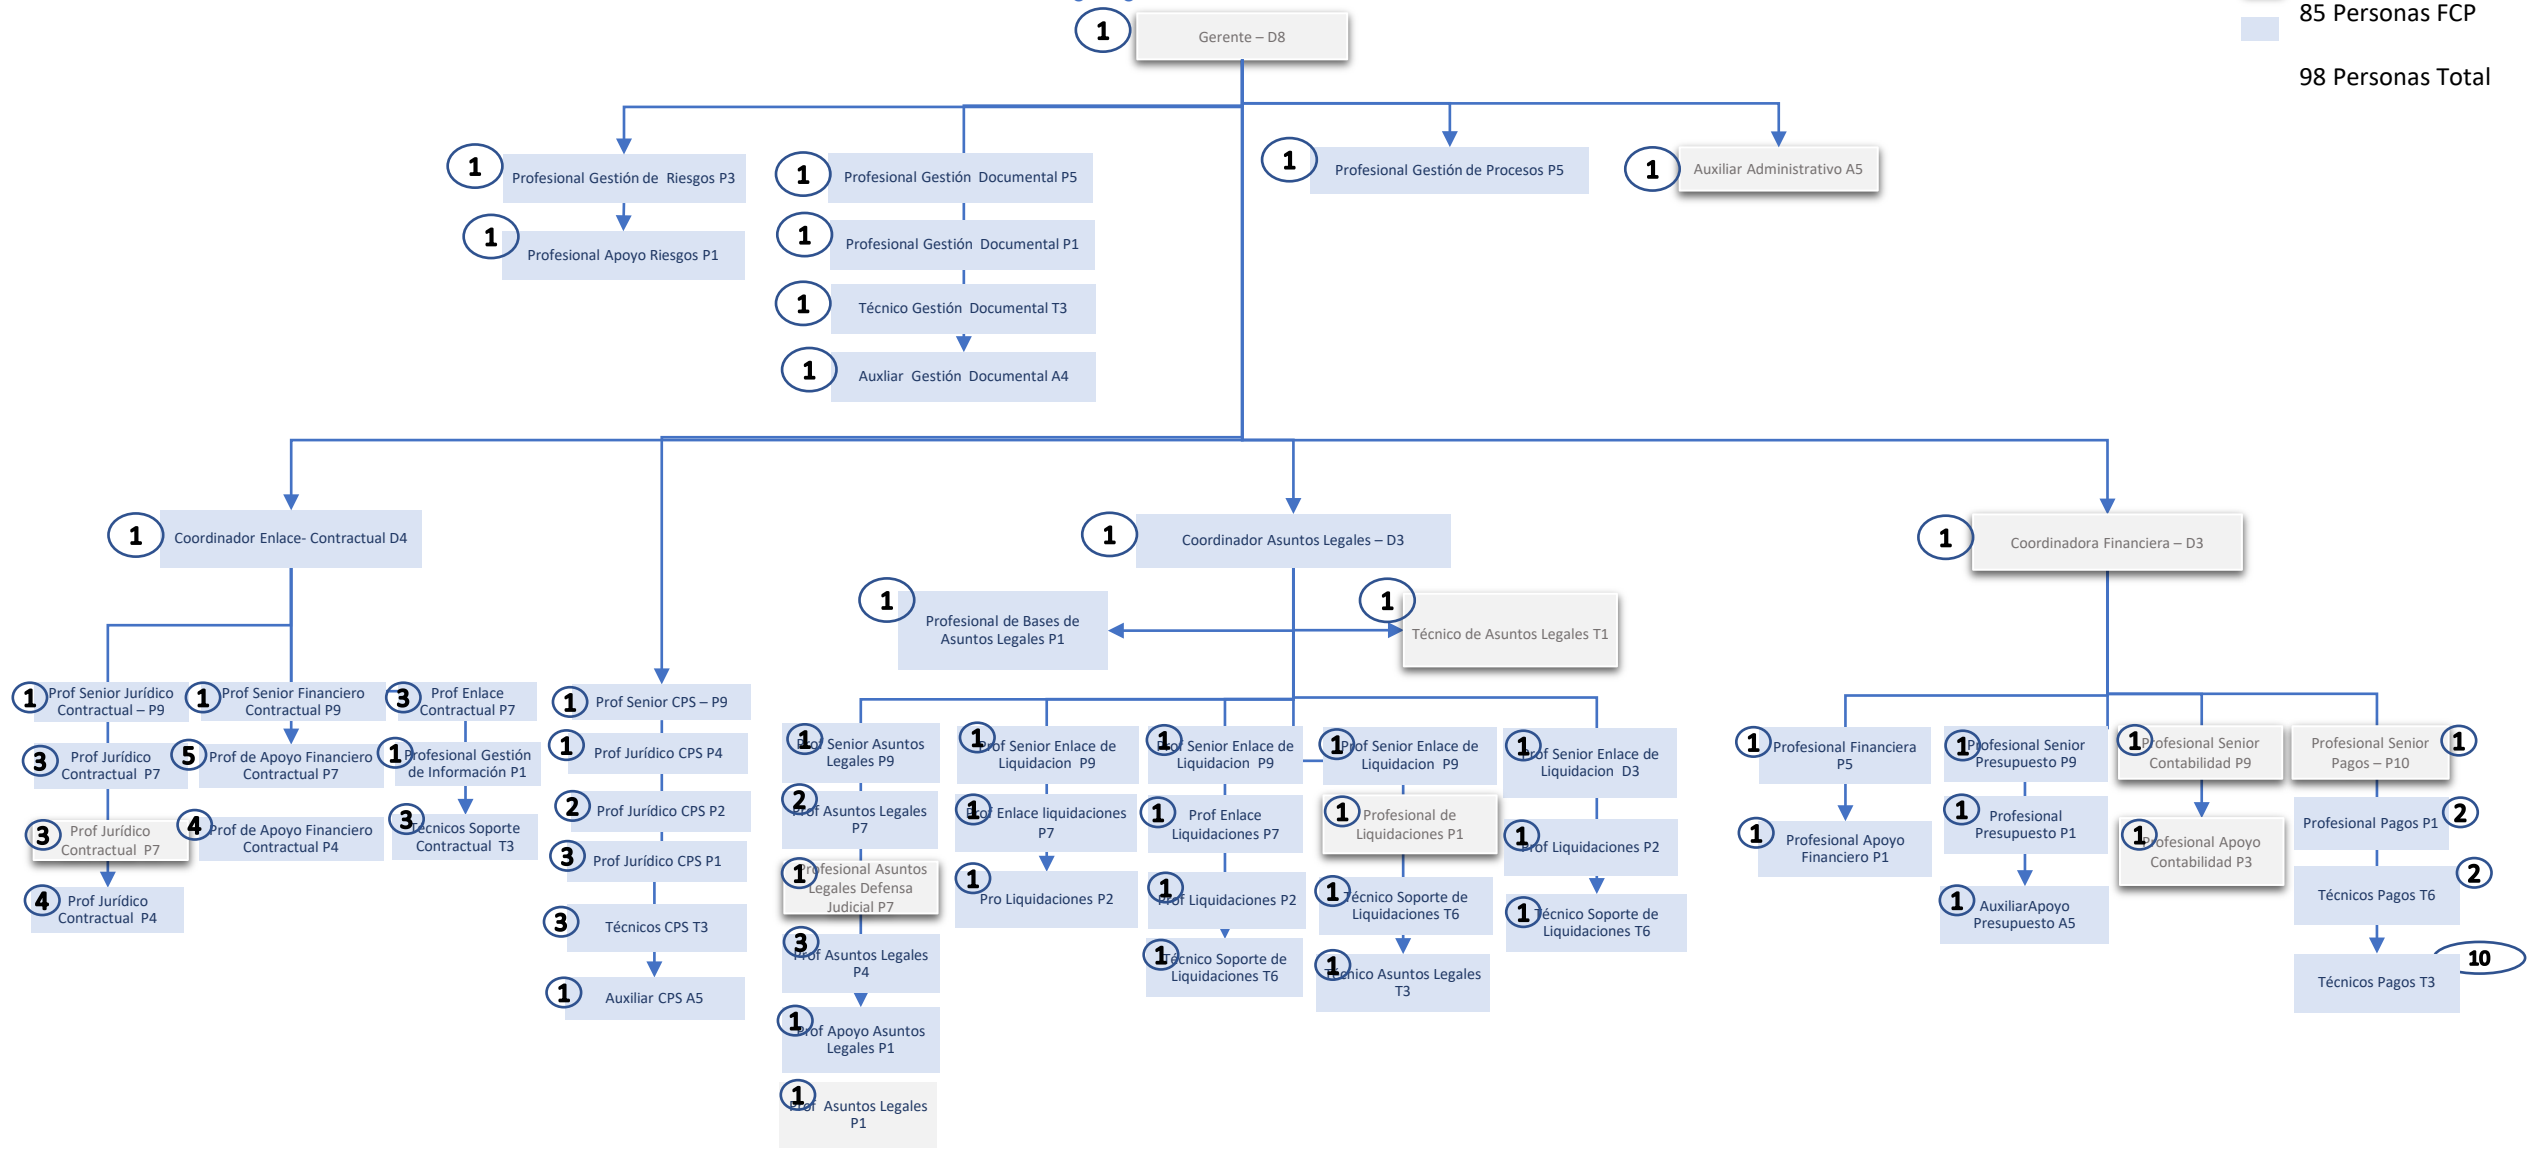 85 Personas FCP
98 Personas Total
1
Gerente – D8
1
Profesional Gestión de Riesgos P3
1
Profesional Apoyo Riesgos P1
1
Profesional Gestión Documental P5
1
Profesional Gestión Documental P1
1
Técnico Gestión Documental T3
1
Auxliar Gestión Documental A4
1
Profesional Gestión de Procesos P5
1
Auxiliar Administrativo A5
1
Coordinador Enlace- Contractual D4
1
Coordinador Asuntos Legales – D3
1
Coordinadora Financiera – D3
1
Profesional de Bases de
Asuntos Legales P1
1
Técnico de Asuntos Legales T1
1
Prof Senior Jurídico
Contractual – P9
3
Prof Jurídico
Contractual P7
3
Prof Jurídico
Contractual P7
4
Prof Jurídico
Contractual P4
1
Prof Senior Financiero
Contractual P9
5
Prof de Apoyo Financiero
Contractual P7
4
Prof de Apoyo Financiero
Contractual P4
3
Prof Enlace
Contractual P7
1
Profesional Gestión
de Información P1
3
Técnicos Soporte
Contractual T3
1
Prof Senior CPS – P9
1
Prof Jurídico CPS P4
2
Prof Jurídico CPS P2
3
Prof Jurídico CPS P1
3
Técnicos CPS T3
1
Auxiliar CPS A5
1
Prof Senior Asuntos
Legales P9
2
Prof Asuntos Legales
P7
1
Profesional Asuntos
Legales Defensa
Judicial P7
3
Prof Asuntos Legales
P4
1
Prof Apoyo Asuntos
Legales P1
1
Prof Asuntos Legales
P1
1
Prof Senior Enlace de
Liquidacion P9
1
Prof Enlace liquidaciones
P7
1
Pro Liquidaciones P2
1
Prof Senior Enlace de
Liquidacion P9
1
Prof Enlace
Liquidaciones P7
1
Prof Liquidaciones P2
1
Técnico Soporte de
Liquidaciones T6
1
Prof Senior Enlace de
Liquidacion P9
1
Profesional de
Liquidaciones P1
1
Técnico Soporte de
Liquidaciones T6
1
Técnico Asuntos Legales
T3
1
Prof Senior Enlace de
Liquidacion D3
1
Prof Liquidaciones P2
1
Técnico Soporte de
Liquidaciones T6
1
Profesional Financiera
P5
1
Profesional Apoyo
Financiero P1
1
Profesional Senior
Presupuesto P9
1
Profesional
Presupuesto P1
1
AuxiliarApoyo
Presupuesto A5
1
Profesional Senior
Contabilidad P9
1
Profesional Apoyo
Contabilidad P3
Profesional Senior
Pagos – P10
1
Profesional Pagos P1
2
Técnicos Pagos T6
2
Técnicos Pagos T3
10